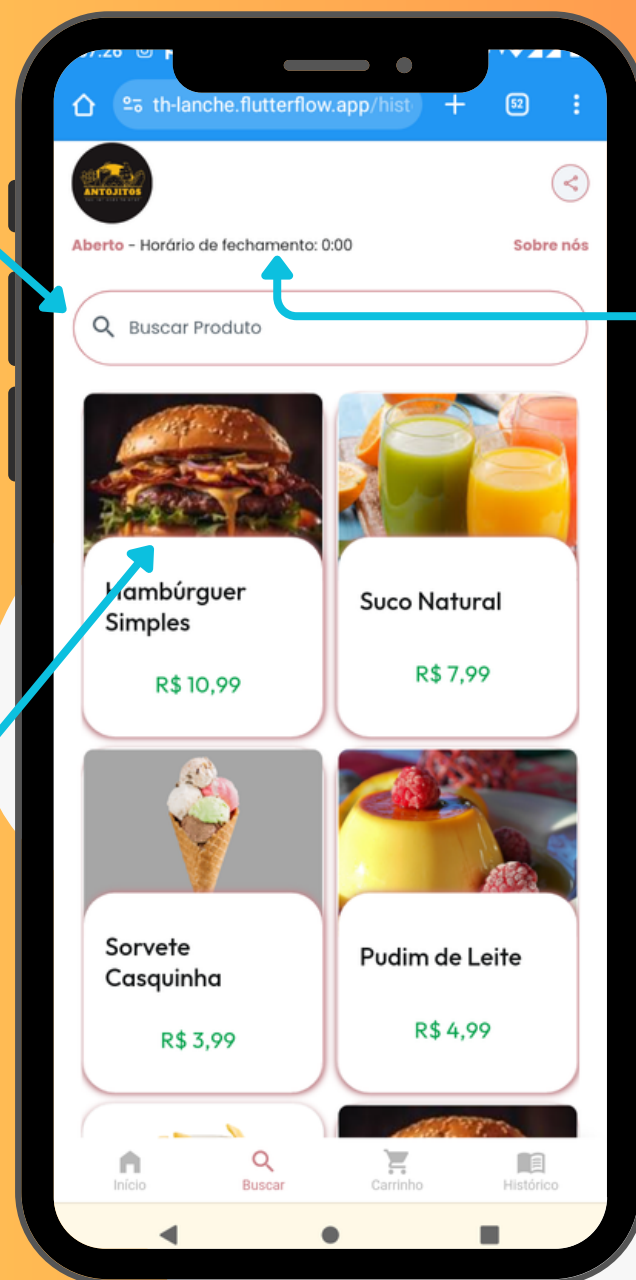 th-lanche.flutterflow.app/hist
52
ANTOJITOS
Aberto - Horário de fechamento: 0:00
Sobre nós
Buscar Produto
Hambúrguer
Simples
R$ 10,99
Suco Natural
R$ 7,99
Sorvete
Casquinha
R$ 3,99
Pudim de Leite
R$ 4,99
Início
Buscar
Carrinho
Histórico